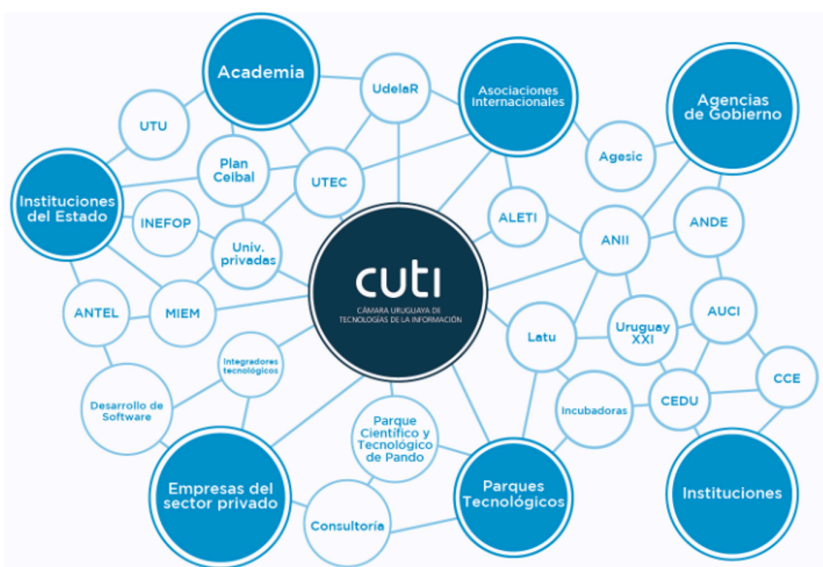 Academia
UdelaR
Asociaciones
Internacionales
Agencias
de Gobierno
UTU
Agesic
Plan
Ceibal
UTEC
Instituciones
del Estado
INEFOP
ALETI
ANDE
ANII
Univ.
privadas
cuti
CÁMARA URUGUAYA DE
TECNOLOGÍAS DE LA INFORMACIÓN
ANTEL
MIEM
AUCI
Latu
Uruguay
XXI
Integradores
tecnológicos
CCE
CEDU
Desarrollo de
Software
Incubadoras
Parque
Científico y
Tecnológico
de Pando
Empresas del
sector privado
Parques
Tecnológicos
Instituciones
Consultoría